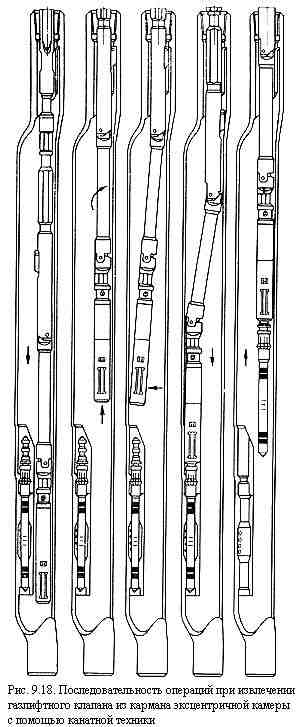 Рис. 9.18. Последовательность операций при извлечении
газлифтного клапана из кармана эксцентричной камеры
с помощью канатной техники